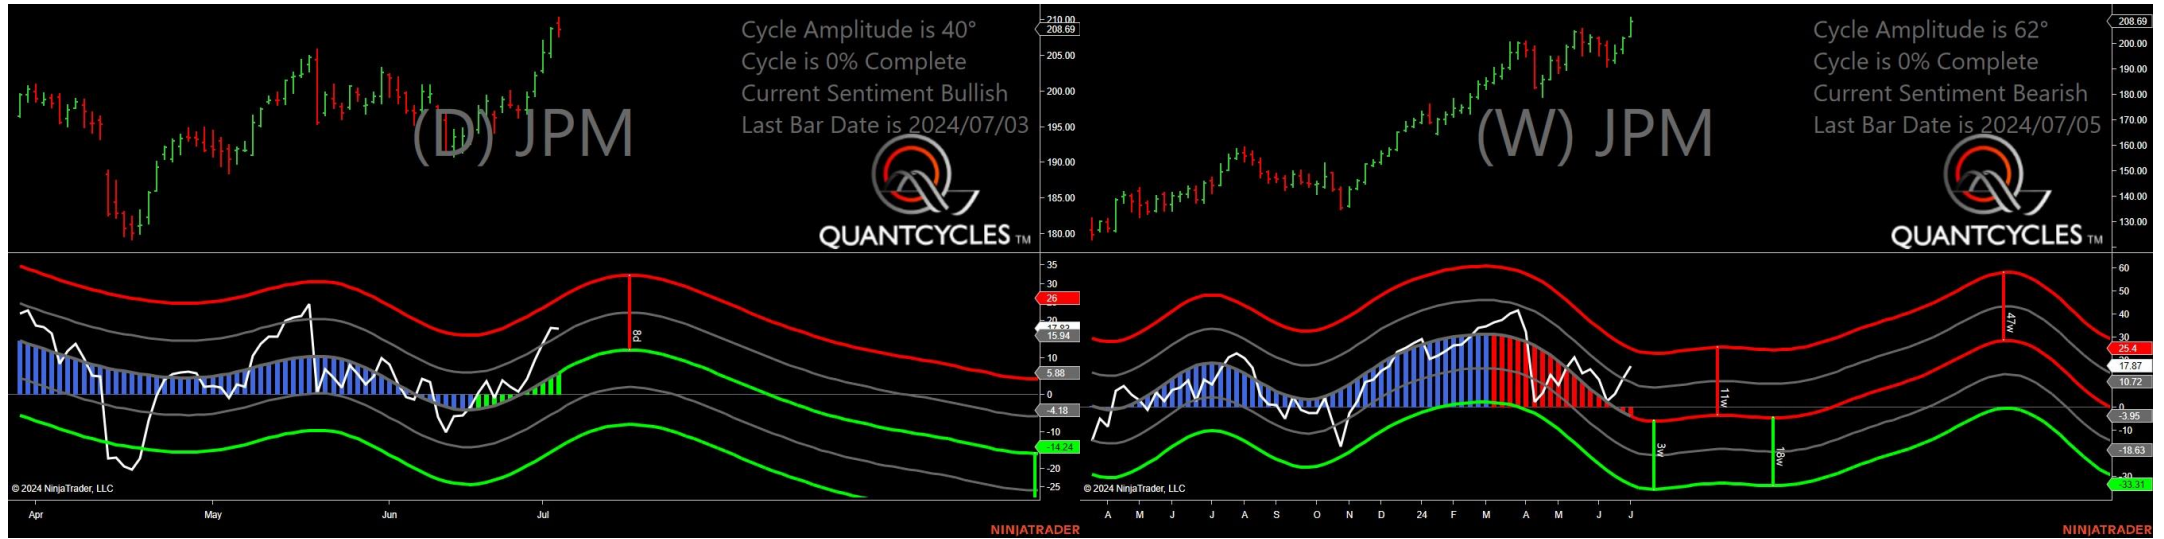 Cycle Amplitude is 40°
Cycle is 0% Complete
Current Sentiment Bullish
Last Bar Date is 2024/07/03
(D) JPM
QUANTCYCLES TM
210.00
208.69
205.00
200.00
195.00
190.00
185.00
180.00
35
30
26
20
15.94
10
5.88
0
-4.18
-10
-14.24
-20
-25
8d
© 2024 NinjaTrader, LLC
Apr May Jun Jul
NINJATRADER
Cycle Amplitude is 62°
Cycle is 0% Complete
Current Sentiment Bearish
Last Bar Date is 2024/07/05
(W) JPM
QUANTCYCLES TM
208.69
200.00
190.00
180.00
170.00
160.00
150.00
140.00
130.00
60
50
40
30
25.4
17.87
10.72
0
-3.95
-10
-18.63
-33.31
47w
11w
3w
18w
© 2024 NinjaTrader, LLC
A M J J A S O N D 24 F M A M J J
NINJATRADER